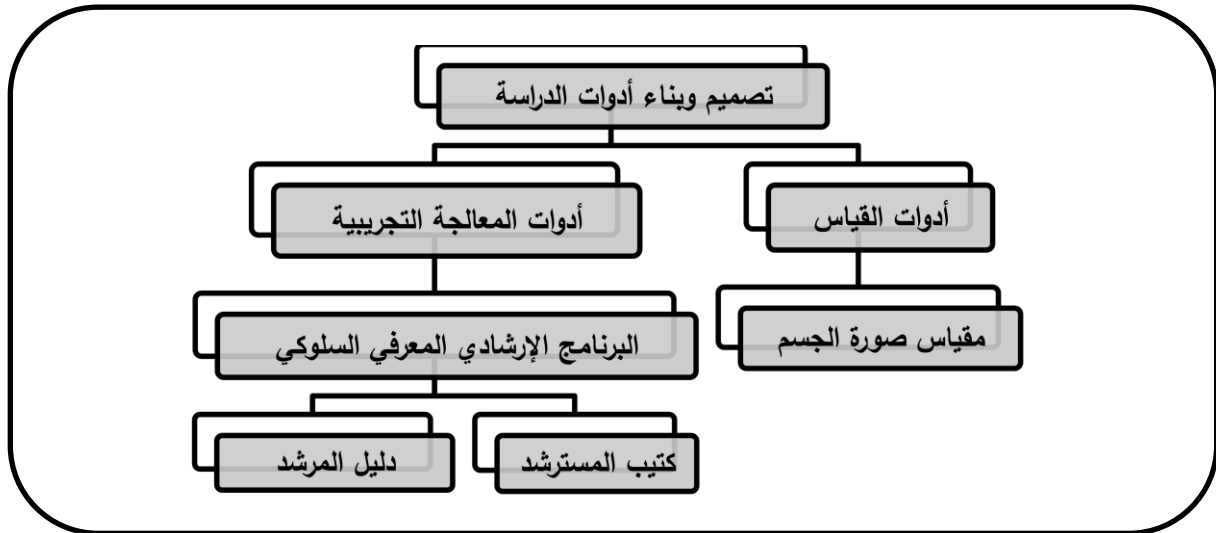 تصميم وبناء أدوات الدراسة
أدوات القياس
أدوات المعالجة التجريبية
مقياس صورة الجسم
البرنامج الإرشادي المعرفي السلوكي
كتيب المسترشد
دليل المرشد